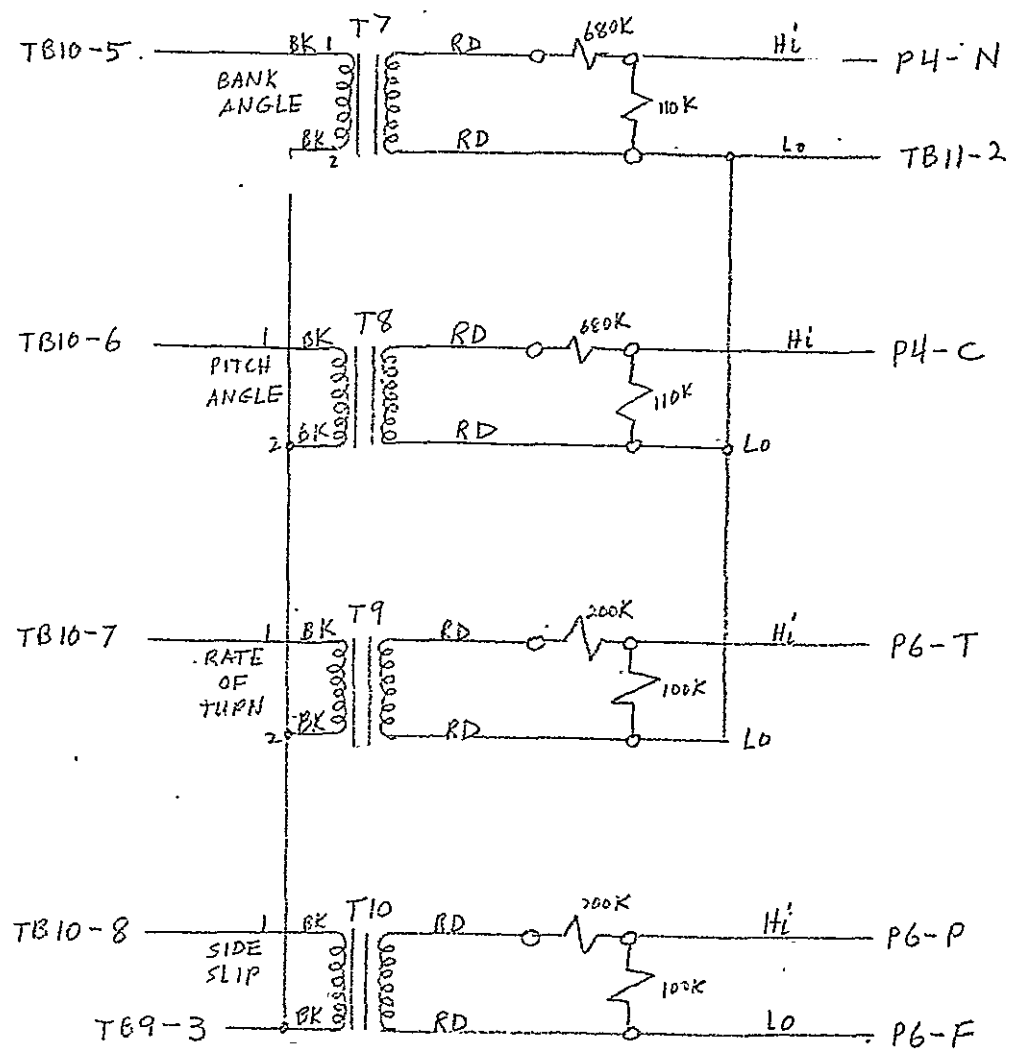 T7
TB10-5
BK 1
RD
680K
Hi
P4-N
BANK
ANGLE
110K
BK
2
RD
Lo
TB11-2
T8
TB10-6
1
BK
RD
680K
Hi
P4-C
PITCH
ANGLE
110K
2
BK
RD
Lo
T9
TB10-7
1
BK
RD
200K
Hi
P6-T
RATE
OF
TURN
100K
2
BK
RD
Lo
T10
TB10-8
1
BK
RD
200K
Hi
P6-P
SIDE
SLIP
100K
TB9-3
BK
RD
Lo
P6-F